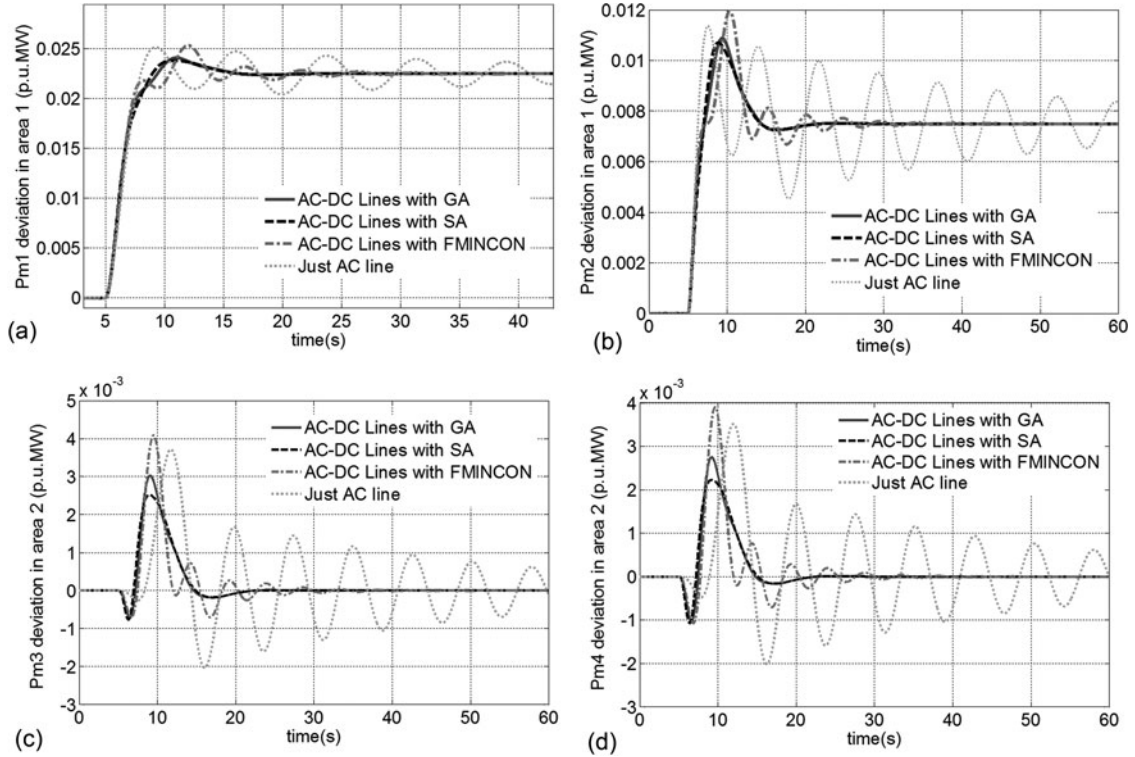 Pm1 deviation in area 1 (p.u.MW)
0.025
0.02
0.015
0.01
0.005
0
AC-DC Lines with GA
AC-DC Lines with SA
AC-DC Lines with FMINCON
Just AC line
5 10 15 20 25 30 35 40
time(s)
(a)
Pm2 deviation in area 1 (p.u.MW)
0.012
0.01
0.008
0.006
0.004
0.002
0
AC-DC Lines with GA
AC-DC Lines with SA
AC-DC Lines with FMINCON
Just AC line
0 10 20 30 40 50 60
time(s)
(b)
x 10-3
Pm3 deviation in area 2 (p.u.MW)
5
4
3
2
1
0
-1
-2
-3
AC-DC Lines with GA
AC-DC Lines with SA
AC-DC Lines with FMINCON
Just AC line
0 10 20 30 40 50 60
time(s)
(c)
x 10-3
Pm4 deviation in area 2 (p.u.MW)
4
3
2
1
0
-1
-2
-3
AC-DC Lines with GA
AC-DC Lines with SA
AC-DC Lines with FMINCON
Just AC line
0 10 20 30 40 50 60
time(s)
(d)